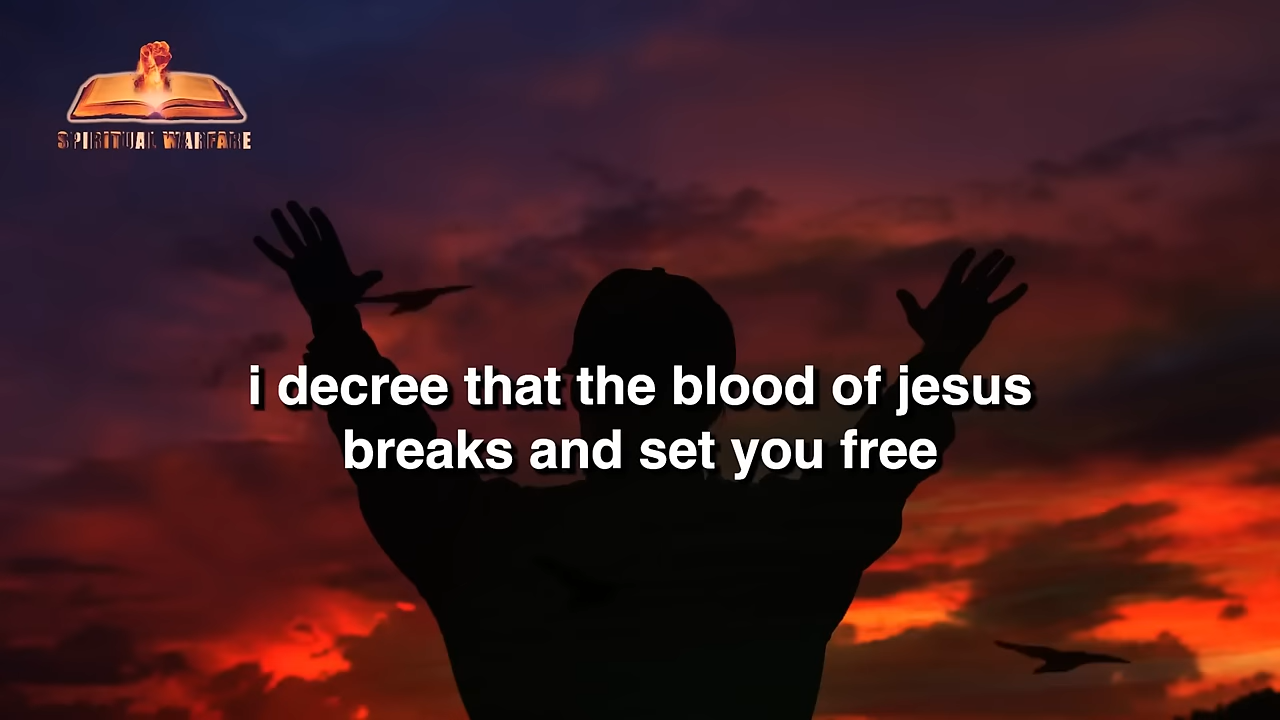 SPIRITUAL WARFARE
i decree that the blood of jesus
breaks and set you free